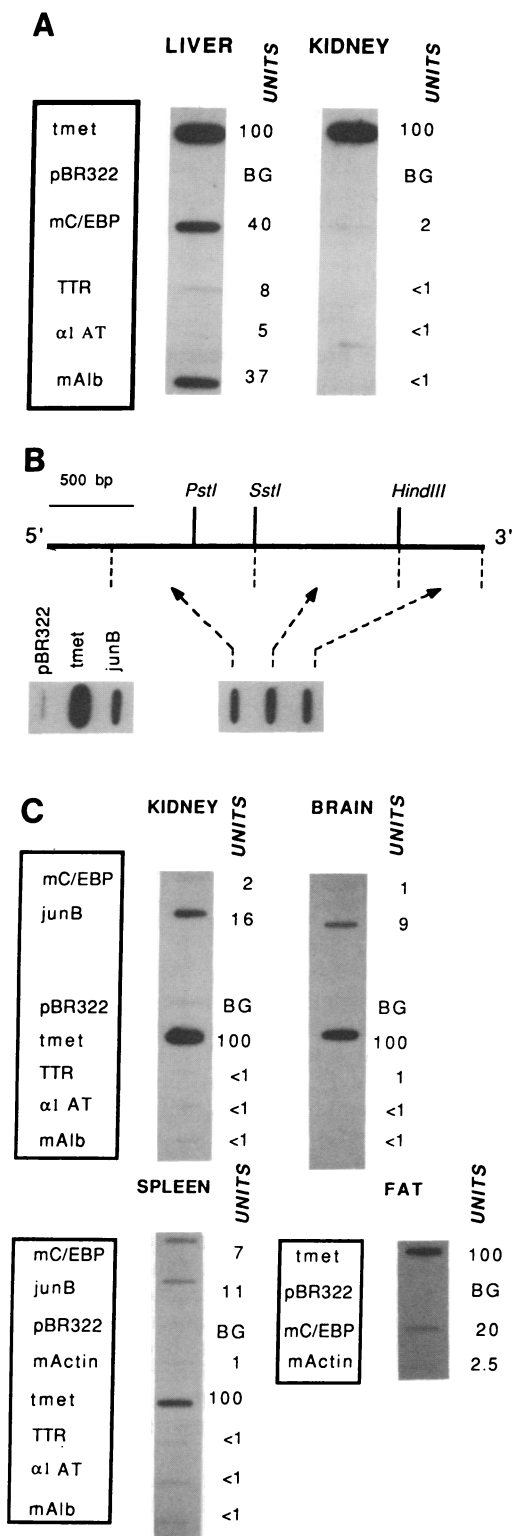 A
LIVER UNITS KIDNEY UNITS
tmet 100 100
pBR322 BG BG
mC/EBP 40 2
TTR 8 <1
α1 AT 5 <1
mAlb 37 <1
B
500 bp
PstI SstI HindIII
5' 3'
pBR322 tmet junB
C
KIDNEY UNITS BRAIN UNITS
mC/EBP 2 1
junB 16 9
pBR322 BG BG
tmet 100 100
TTR <1 1
α1 AT <1 <1
mAlb <1 <1
SPLEEN UNITS
mC/EBP 7
junB 11
pBR322 BG
mActin 1
tmet 100
TTR <1
α1 AT <1
mAlb <1
FAT UNITS
tmet 100
pBR322 BG
mC/EBP 20
mActin 2.5